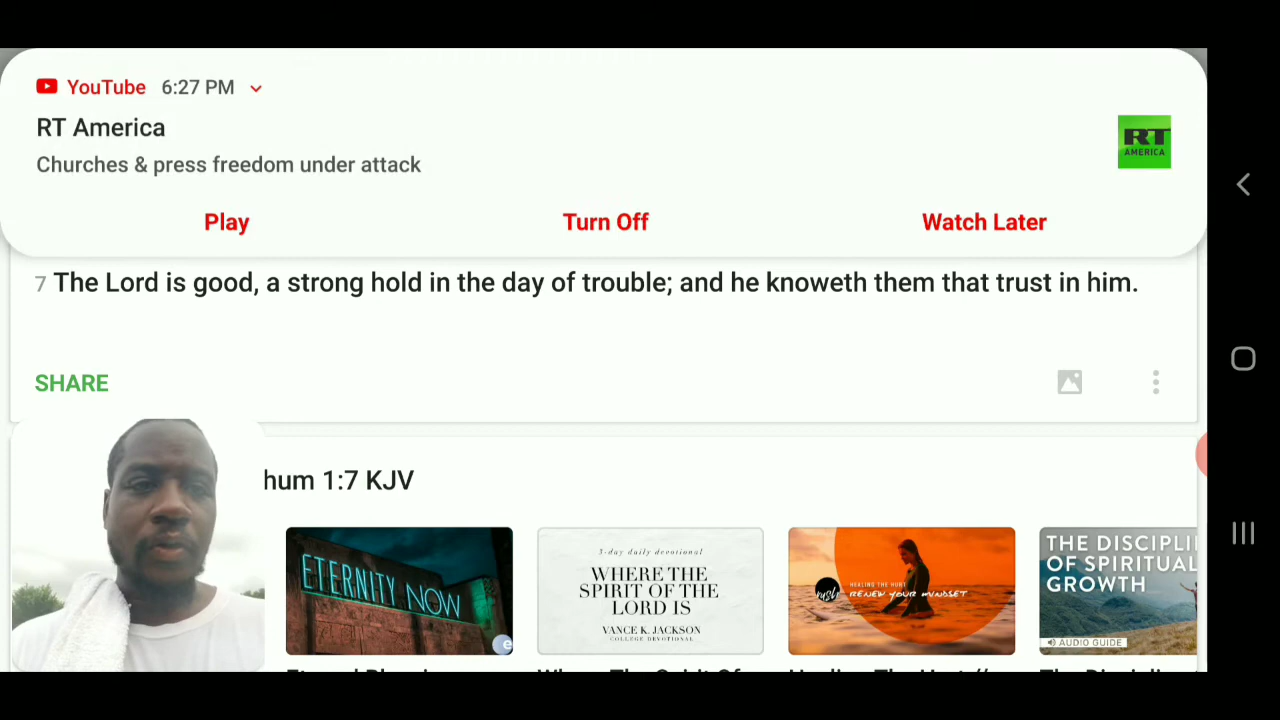 YouTube 6:27 PM
RT America
Churches & press freedom under attack
RT
AMERICA
Play Turn Off Watch Later
7 The Lord is good, a strong hold in the day of trouble; and he knoweth them that trust in him.
SHARE
hum 1:7 KJV
ETERNITY NOW
3-day daily devotional
WHERE THE
SPIRIT OF THE
LORD IS
VANCE K. JACKSON
COLLEGE DEVOTIONAL
rush
HEALING THE HURT
RENEW YOUR MINDSET
THE DISCIPLI
OF SPIRITUAL
GROWTH
AUDIO GUIDE